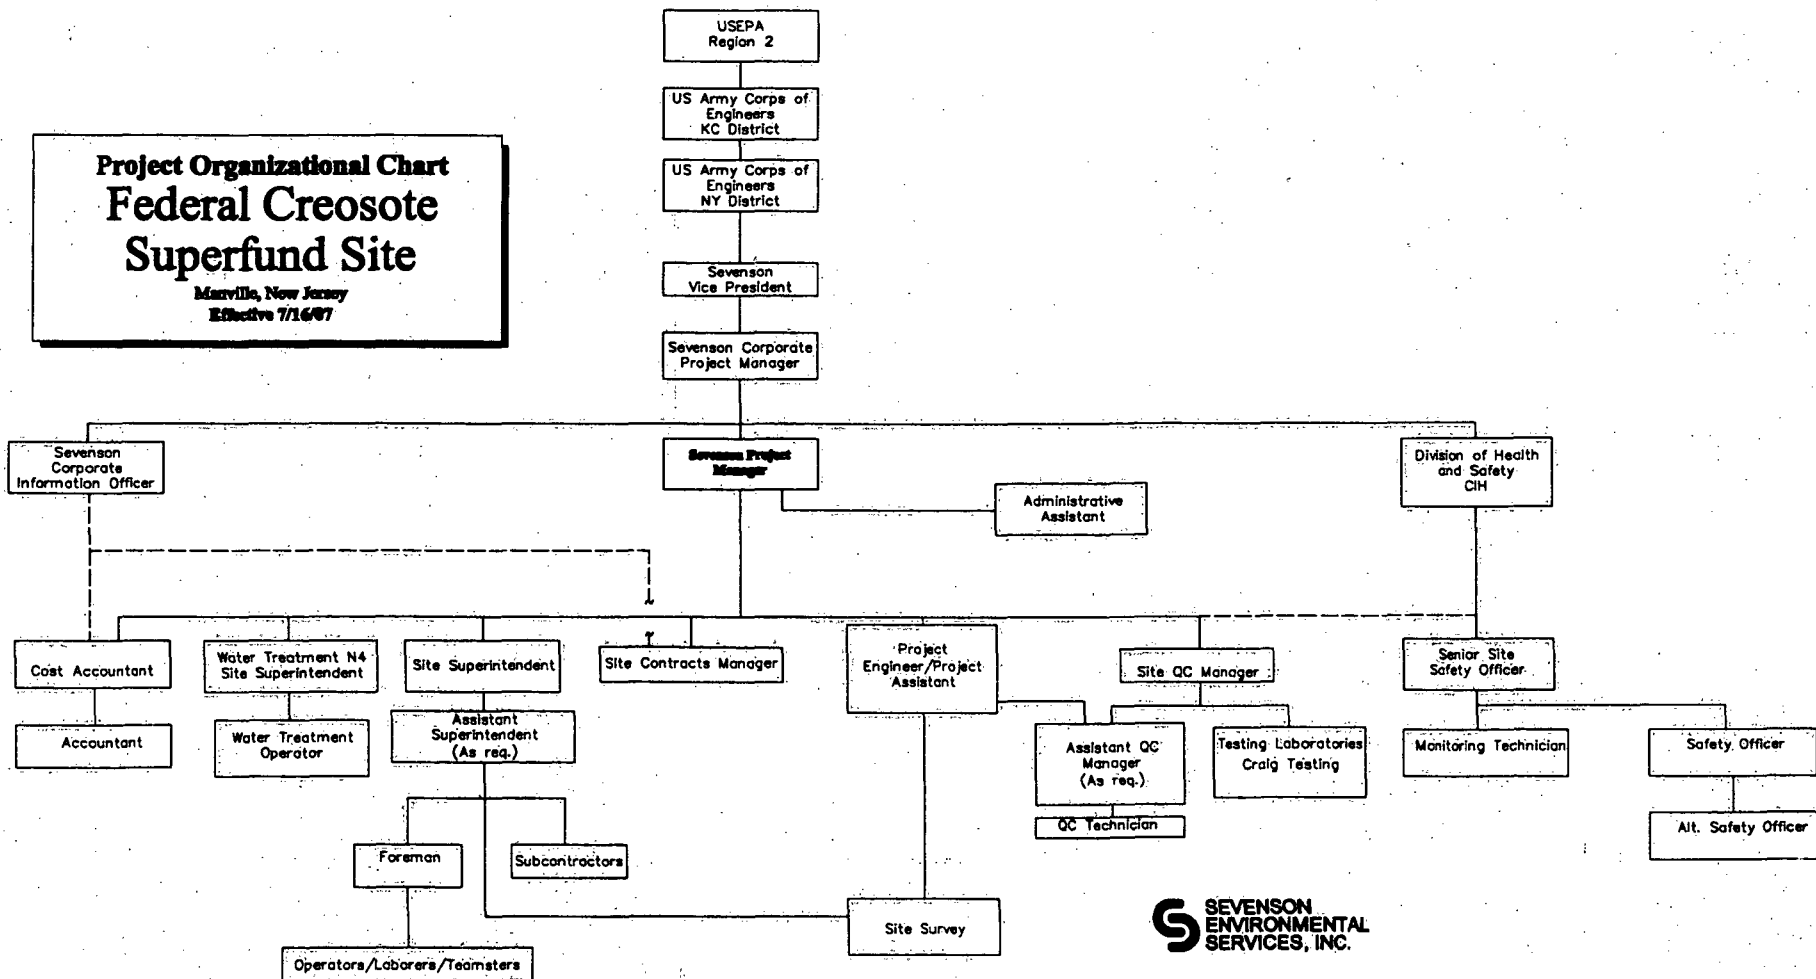 USEPA
Region 2
US Army Corps of
Engineers
KC District
US Army Corps of
Engineers
NY District
Project Organizational Chart
Federal Creosote
Superfund Site
Manville, New Jersey
Effective 7/16/07
Sevenson
Vice President
Sevenson Corporate
Project Manager
Sevenson
Corporate
Information Officer
Sevenson Project
Manager
Division of Health
and Safety
CIH
Administrative
Assistant
Cost Accountant
Water Treatment N4
Site Superintendent
Site Superintendent
Site Contracts Manager
Project
Engineer/Project
Assistant
Site QC Manager
Senior Site
Safety Officer
Accountant
Water Treatment
Operator
Assistant
Superintendent
(As req.)
Assistant QC
Manager
(As req.)
Testing Laboratories
Craig Testing
Monitoring Technician
Safety Officer
QC Technician
Alt. Safety Officer
Foreman
Subcontractors
Site Survey
Operators/Laborers/Teamsters
SEVENSON
ENVIRONMENTAL
SERVICES, INC.